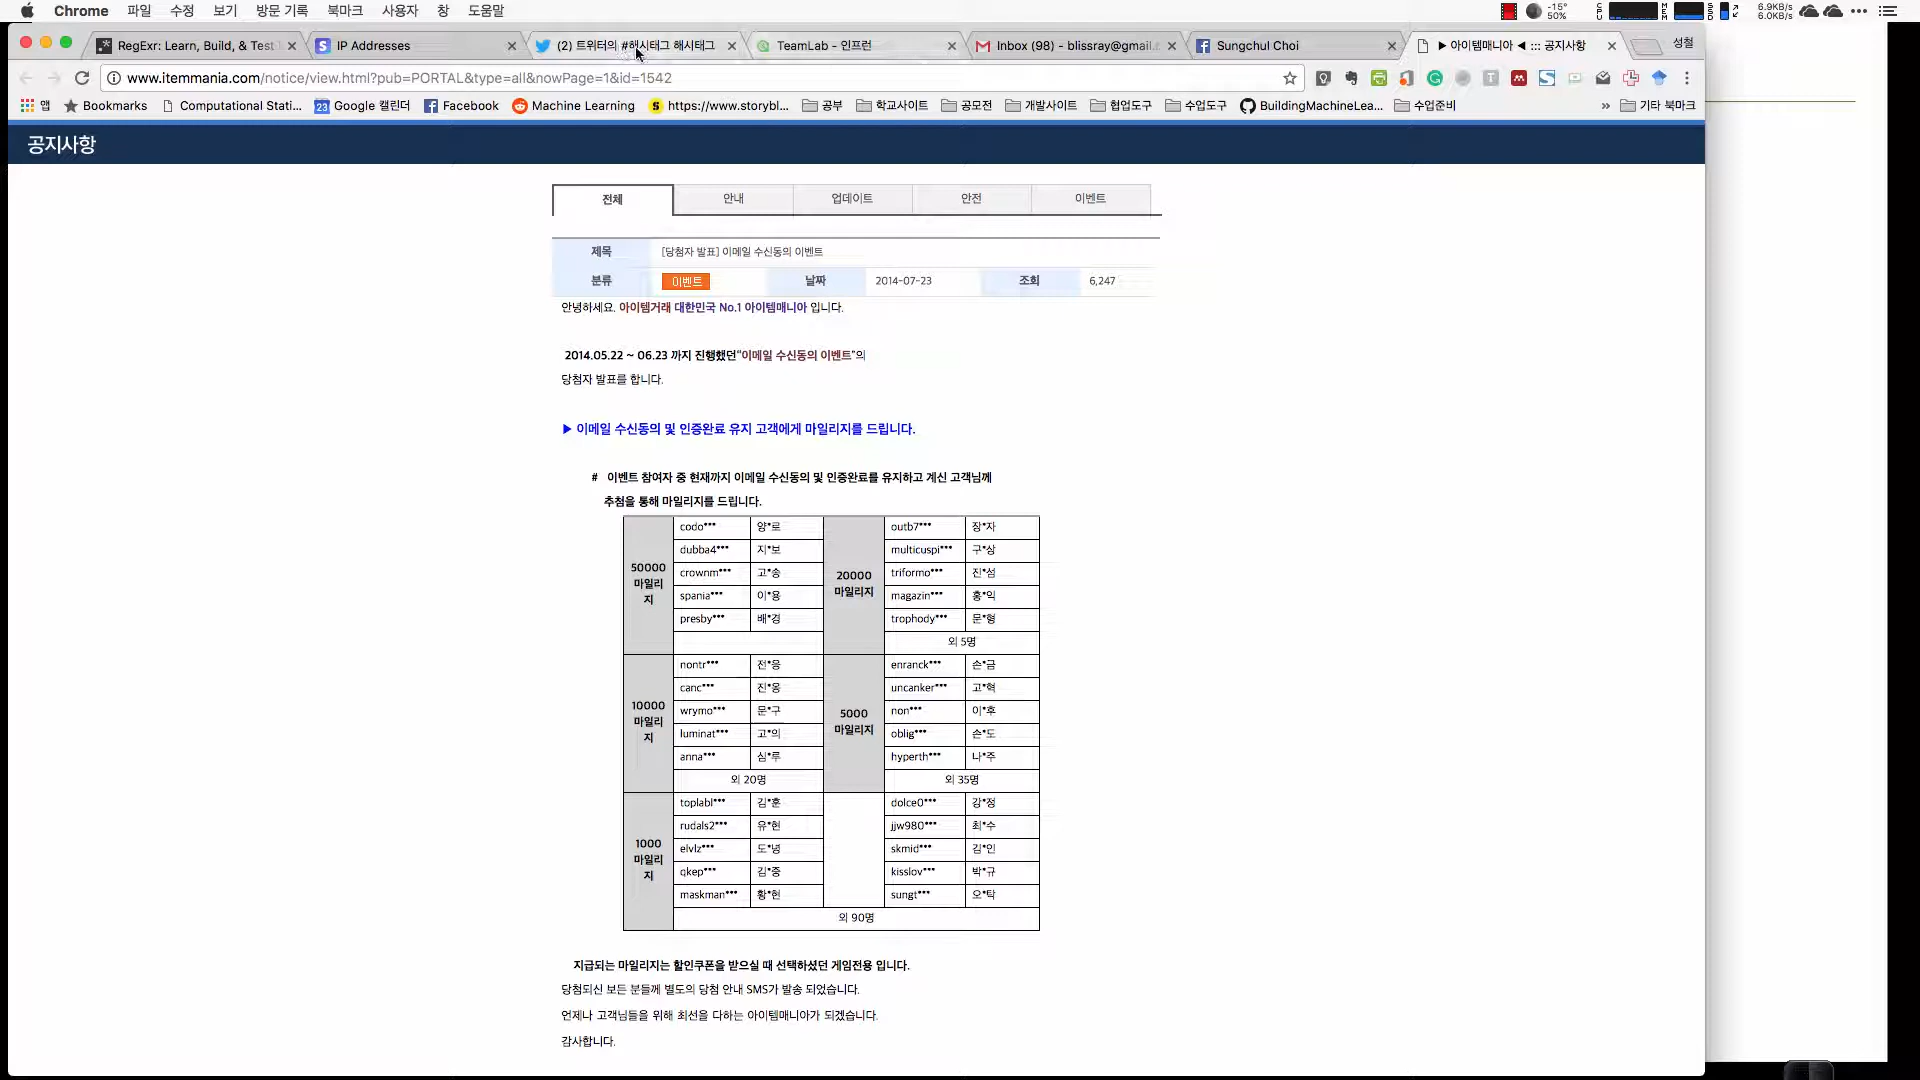 Chrome 파일 수정 보기 방문 기록 북마크 사용자 창 도움말 -15° 50% 6.9KB/s 6.0KB/s
RegExr: Learn, Build, & Test IP Addresses (2) 트위터의 #해시태그 해시태그 TeamLab - 인프런 Inbox (98) - blissray@gmail. Sungchul Choi ▶ 아이템매니아 ◀ ::: 공지사항 성철
www.itemmania.com/notice/view.html?pub=PORTAL&type=all&nowPage=1&id=1542
앱 Bookmarks Computational Stati... Google 캘린더 Facebook Machine Learning https://www.storybl... 공부 학교사이트 공모전 개발사이트 협업도구 수업도구 BuildingMachineLea... 수업준비 » 기타 북마크
공지사항
전체 안내 업데이트 안전 이벤트
제목 [당첨자 발표] 이메일 수신동의 이벤트
분류 이벤트 날짜 2014-07-23 조회 6,247
안녕하세요. 아이템거래 대한민국 No.1 아이템매니아 입니다.
2014.05.22 ~ 06.23 까지 진행했던"이메일 수신동의 이벤트"의
당첨자 발표를 합니다.
▶ 이메일 수신동의 및 인증완료 유지 고객에게 마일리지를 드립니다.
# 이벤트 참여자 중 현재까지 이메일 수신동의 및 인증완료를 유지하고 계신 고객님께
추첨을 통해 마일리지를 드립니다.
50000 마일리지 20000 마일리지
codo*** 양*로 outb7*** 장*자
dubba4*** 지*보 multicuspi*** 구*상
crownm*** 고*송 triformo*** 진*섬
spania*** 이*용 magazin*** 홍*익
presby*** 배*경 trophody*** 문*형
외 5명
10000 마일리지 5000 마일리지
nontr*** 전*응 enranck*** 손*금
canc*** 진*웅 uncanker*** 고*혁
wrymo*** 문*구 non*** 이*후
luminat*** 고*의 oblig*** 손*도
anna*** 심*루 hyperth*** 나*주
외 20명 외 35명
1000 마일리지
toplabl*** 김*훈 dolce0*** 강*정
rudals2*** 유*현 jjw980*** 최*수
elvlz*** 도*녕 skmid*** 김*인
qkep*** 김*중 kisslov*** 박*규
maskman*** 황*현 sungt*** 오*탁
외 90명
지급되는 마일리지는 할인쿠폰을 받으실 때 선택하셨던 게임전용 입니다.
당첨되신 모든 분들께 별도의 당첨 안내 SMS가 발송 되었습니다.
언제나 고객님들을 위해 최선을 다하는 아이템매니아가 되겠습니다.
감사합니다.